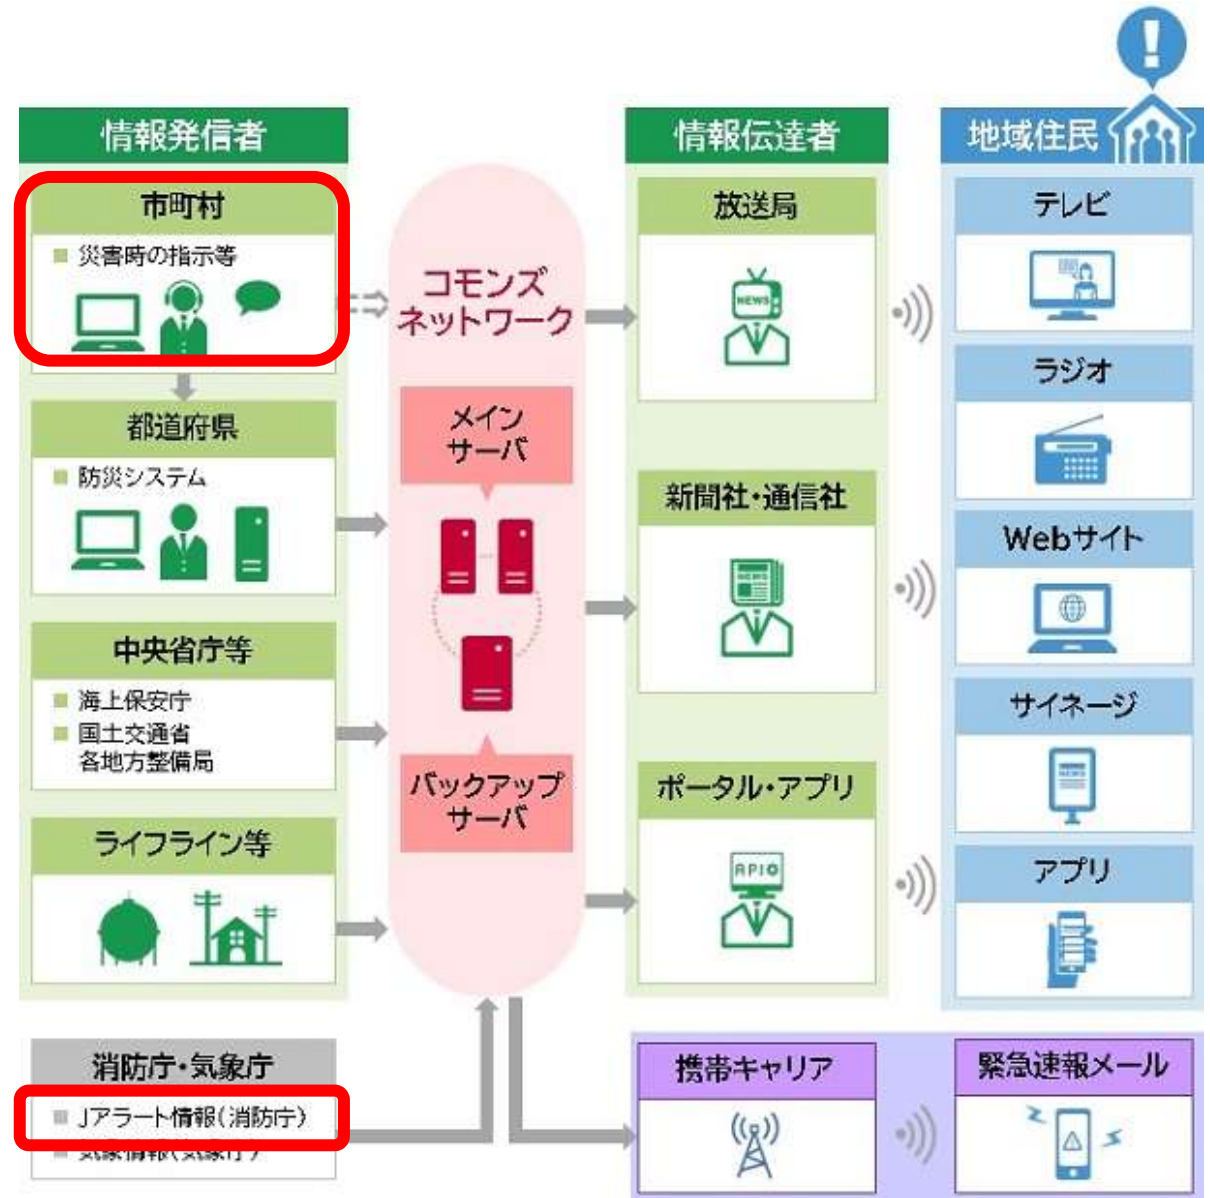 情報発信者
市町村
災害時の指示等
都道府県
防災システム
中央省庁等
海上保安庁
国土交通省
各地方整備局
ライフライン等
消防庁・気象庁
Jアラート情報(消防庁)
気象情報(気象庁)
コモンズ
ネットワーク
メイン
サーバ
バックアップ
サーバ
情報伝達者
放送局
NEWS
新聞社・通信社
NEWS
ポータル・アプリ
携帯キャリア
地域住民
テレビ
ラジオ
Webサイト
サイネージ
NEWS
アプリ
緊急速報メール